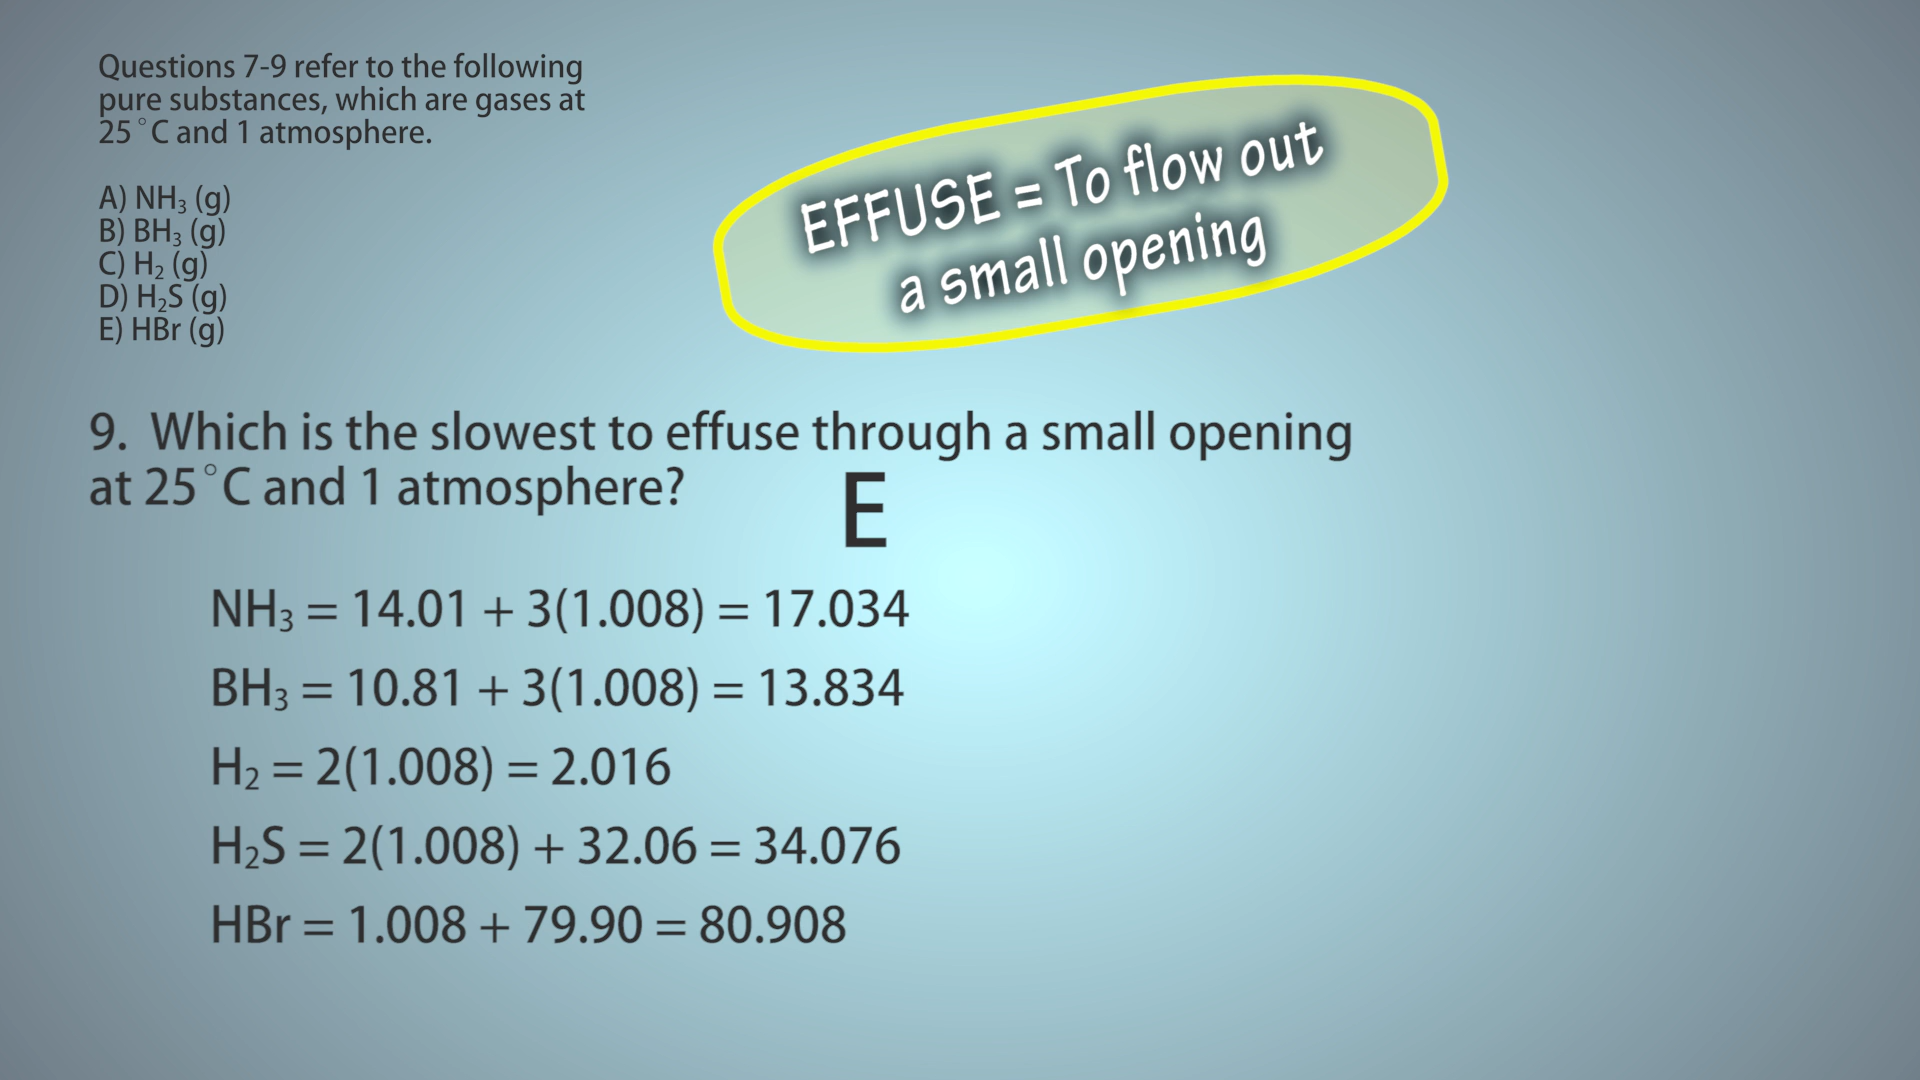 Questions 7-9 refer to the following
pure substances, which are gases at
25°C and 1 atmosphere.
A) NH₃ (g)
B) BH₃ (g)
C) H₂ (g)
D) H₂S (g)
E) HBr (g)
EFFUSE = To flow out
a small opening
9. Which is the slowest to effuse through a small opening
at 25°C and 1 atmosphere?
E
NH₃ = 14.01 + 3(1.008) = 17.034
BH₃ = 10.81 + 3(1.008) = 13.834
H₂ = 2(1.008) = 2.016
H₂S = 2(1.008) + 32.06 = 34.076
HBr = 1.008 + 79.90 = 80.908